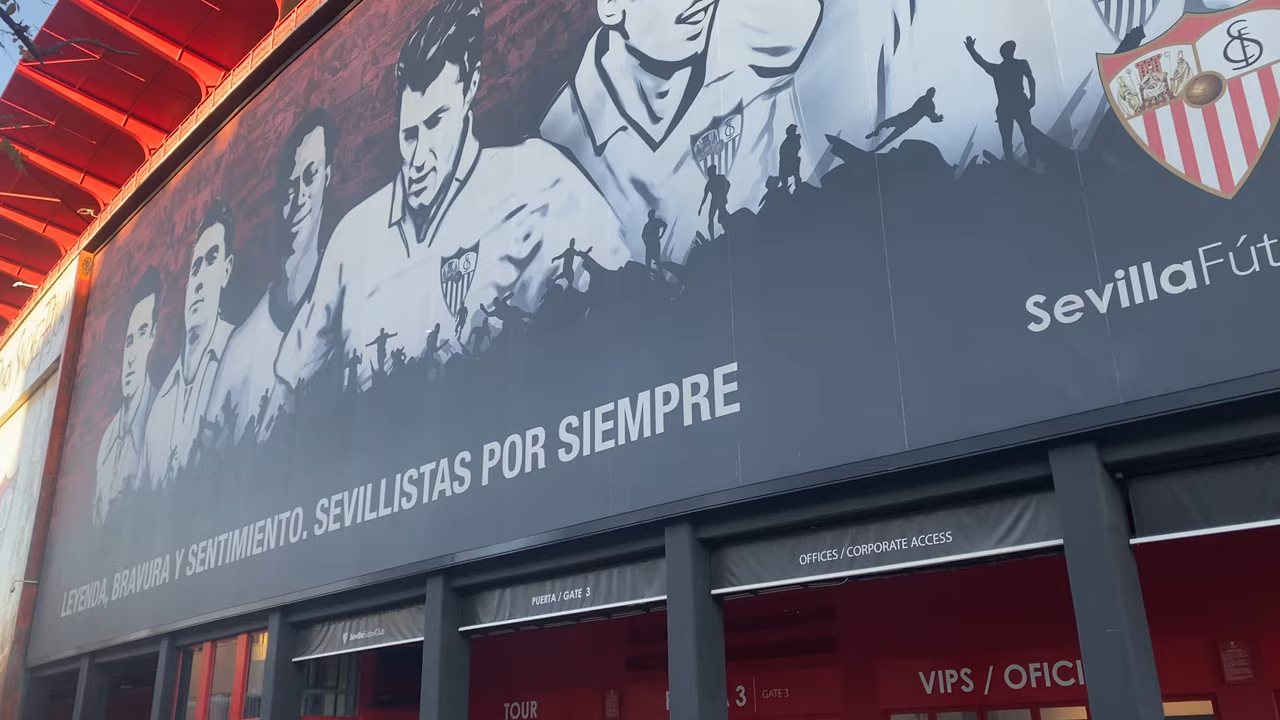 SevillaFút
LEYENDA, BRAVURA Y SENTIMIENTO. SEVILLISTAS POR SIEMPRE
OFFICES / CORPORATE ACCESS
PUERTA / GATE 3
SevillaFútbolClub
VIPS / OFICI
3 GATE 3
TOUR